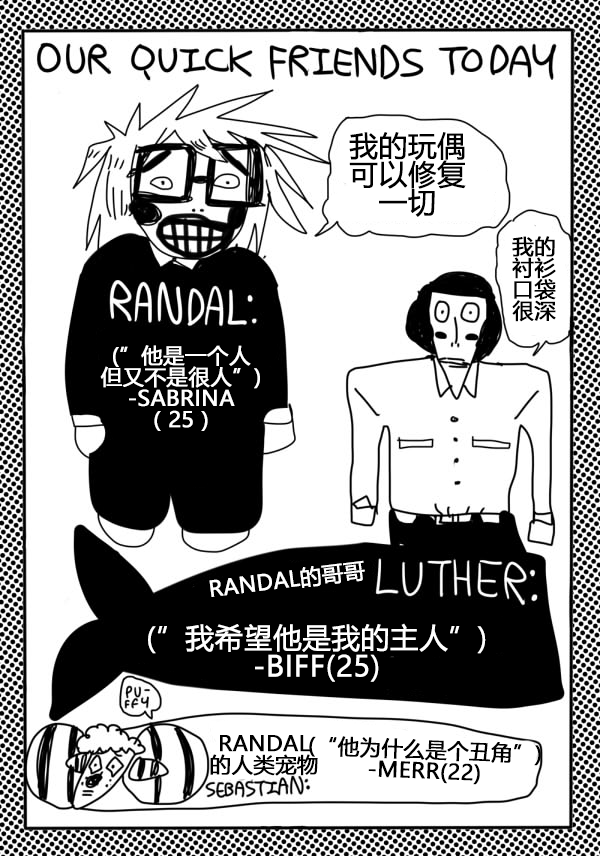 OUR QUICK FRIENDS TODAY
我的玩偶
可以修复
一切
我的
衬衫
口袋
很深
RANDAL:
(”他是一个人
但又不是很人”)
-SABRINA
(25)
RANDAL的哥哥 LUTHER:
(”我希望他是我的主人”)
-BIFF(25)
PU-
FFY
RANDAL
的人类宠物
SEBASTIAN:
(“他为什么是个丑角”)
-MERR(22)